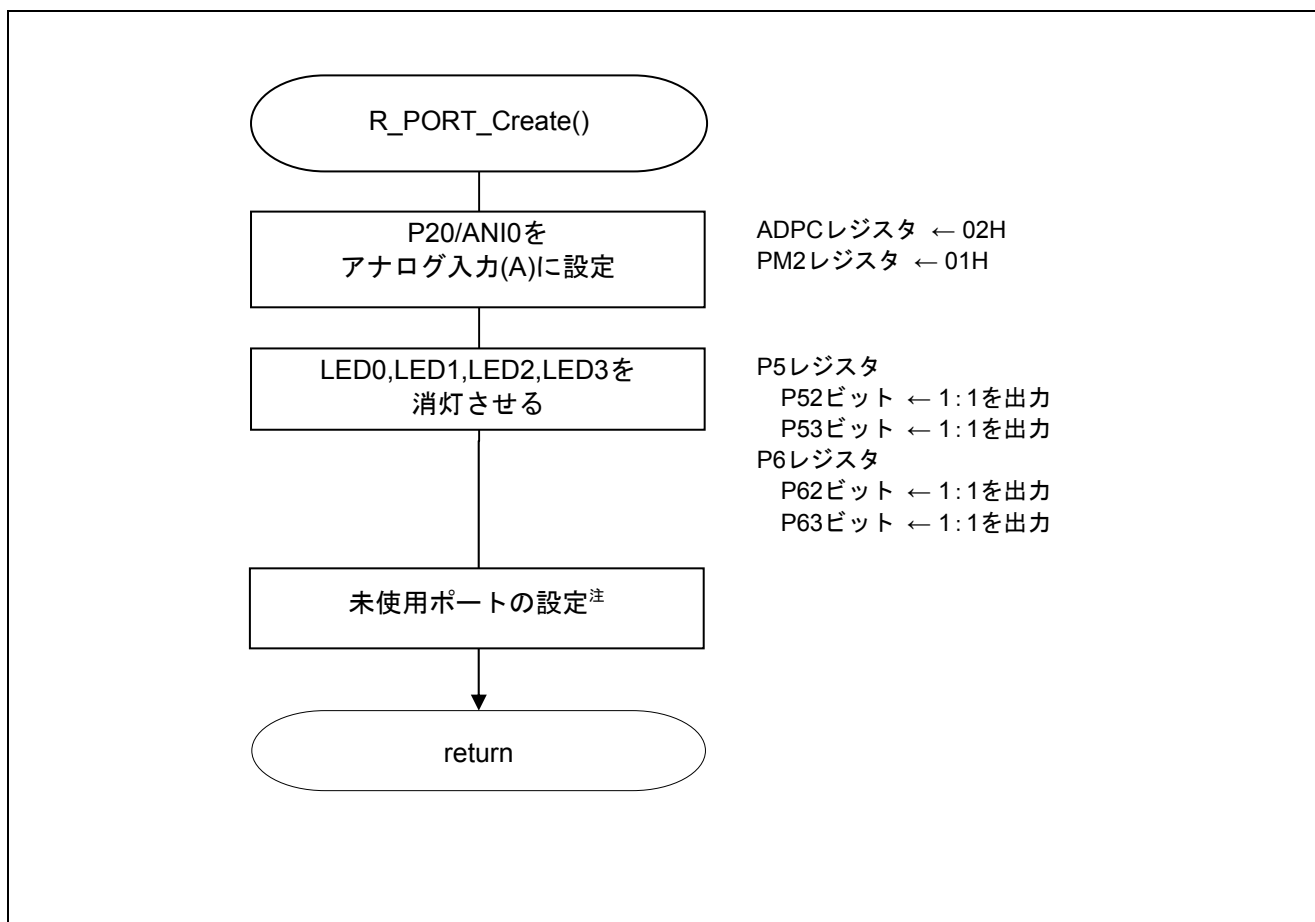 R_PORT_Create()
P20/ANI0を
アナログ入力(A)に設定
ADPCレジスタ ← 02H
PM2レジスタ ← 01H
LED0,LED1,LED2,LED3を
消灯させる
P5レジスタ
P52ビット ← 1:1を出力
P53ビット ← 1:1を出力
P6レジスタ
P62ビット ← 1:1を出力
P63ビット ← 1:1を出力
未使用ポートの設定注
return